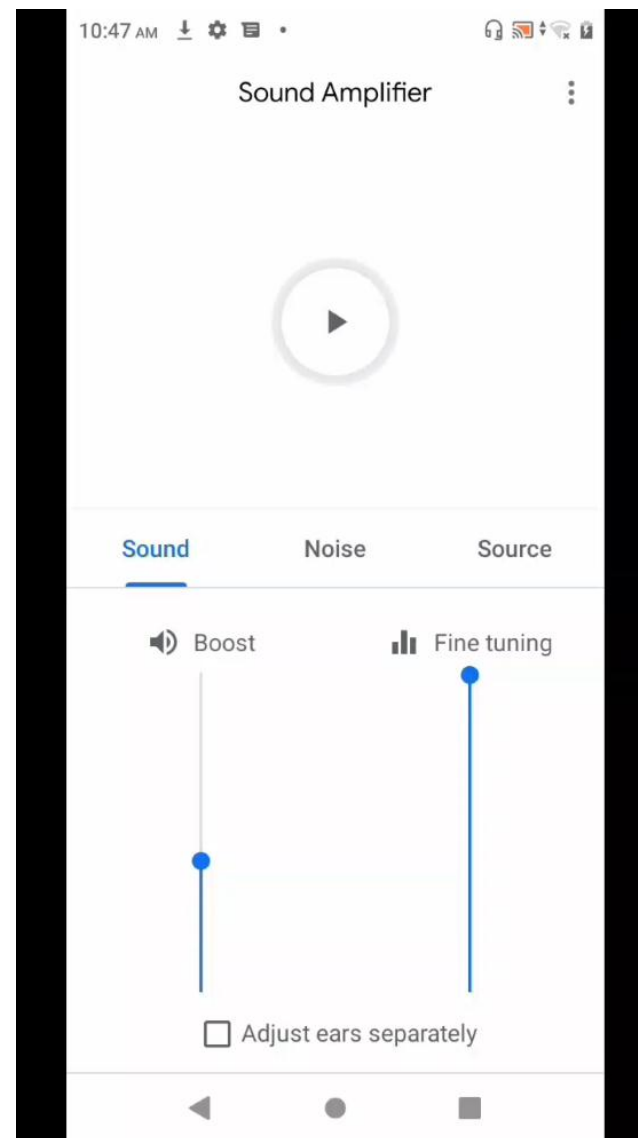 10:47 AM
Sound Amplifier
Sound Noise Source
Boost Fine tuning
Adjust ears separately